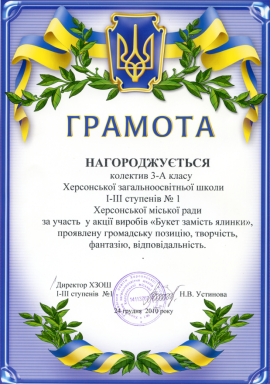 ГРАМОТА
НАГОРОДЖУЄТЬСЯ
колектив 3-А класу
Херсонської загальноосвітньої школи
І-ІІІ ступенів № 1
Херсонської міської ради
за участь у акції виробів «Букет замість ялинки»,
проявлену громадську позицію, творчість,
фантазію, відповідальність.
Директор ХЗОШ
І-ІІІ ступенів №1 Н.В. Устинова
24 грудня 2010 року